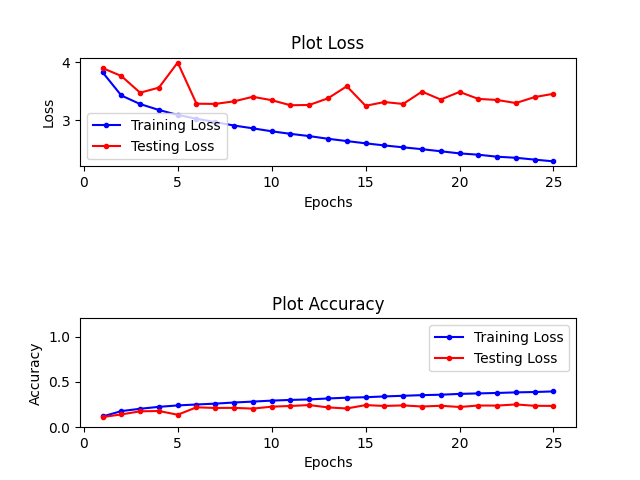 Plot Loss
4
3
Loss
Training Loss
Testing Loss
0 5 10 15 20 25
Epochs
Plot Accuracy
1.0
0.5
0.0
Accuracy
Training Loss
Testing Loss
0 5 10 15 20 25
Epochs